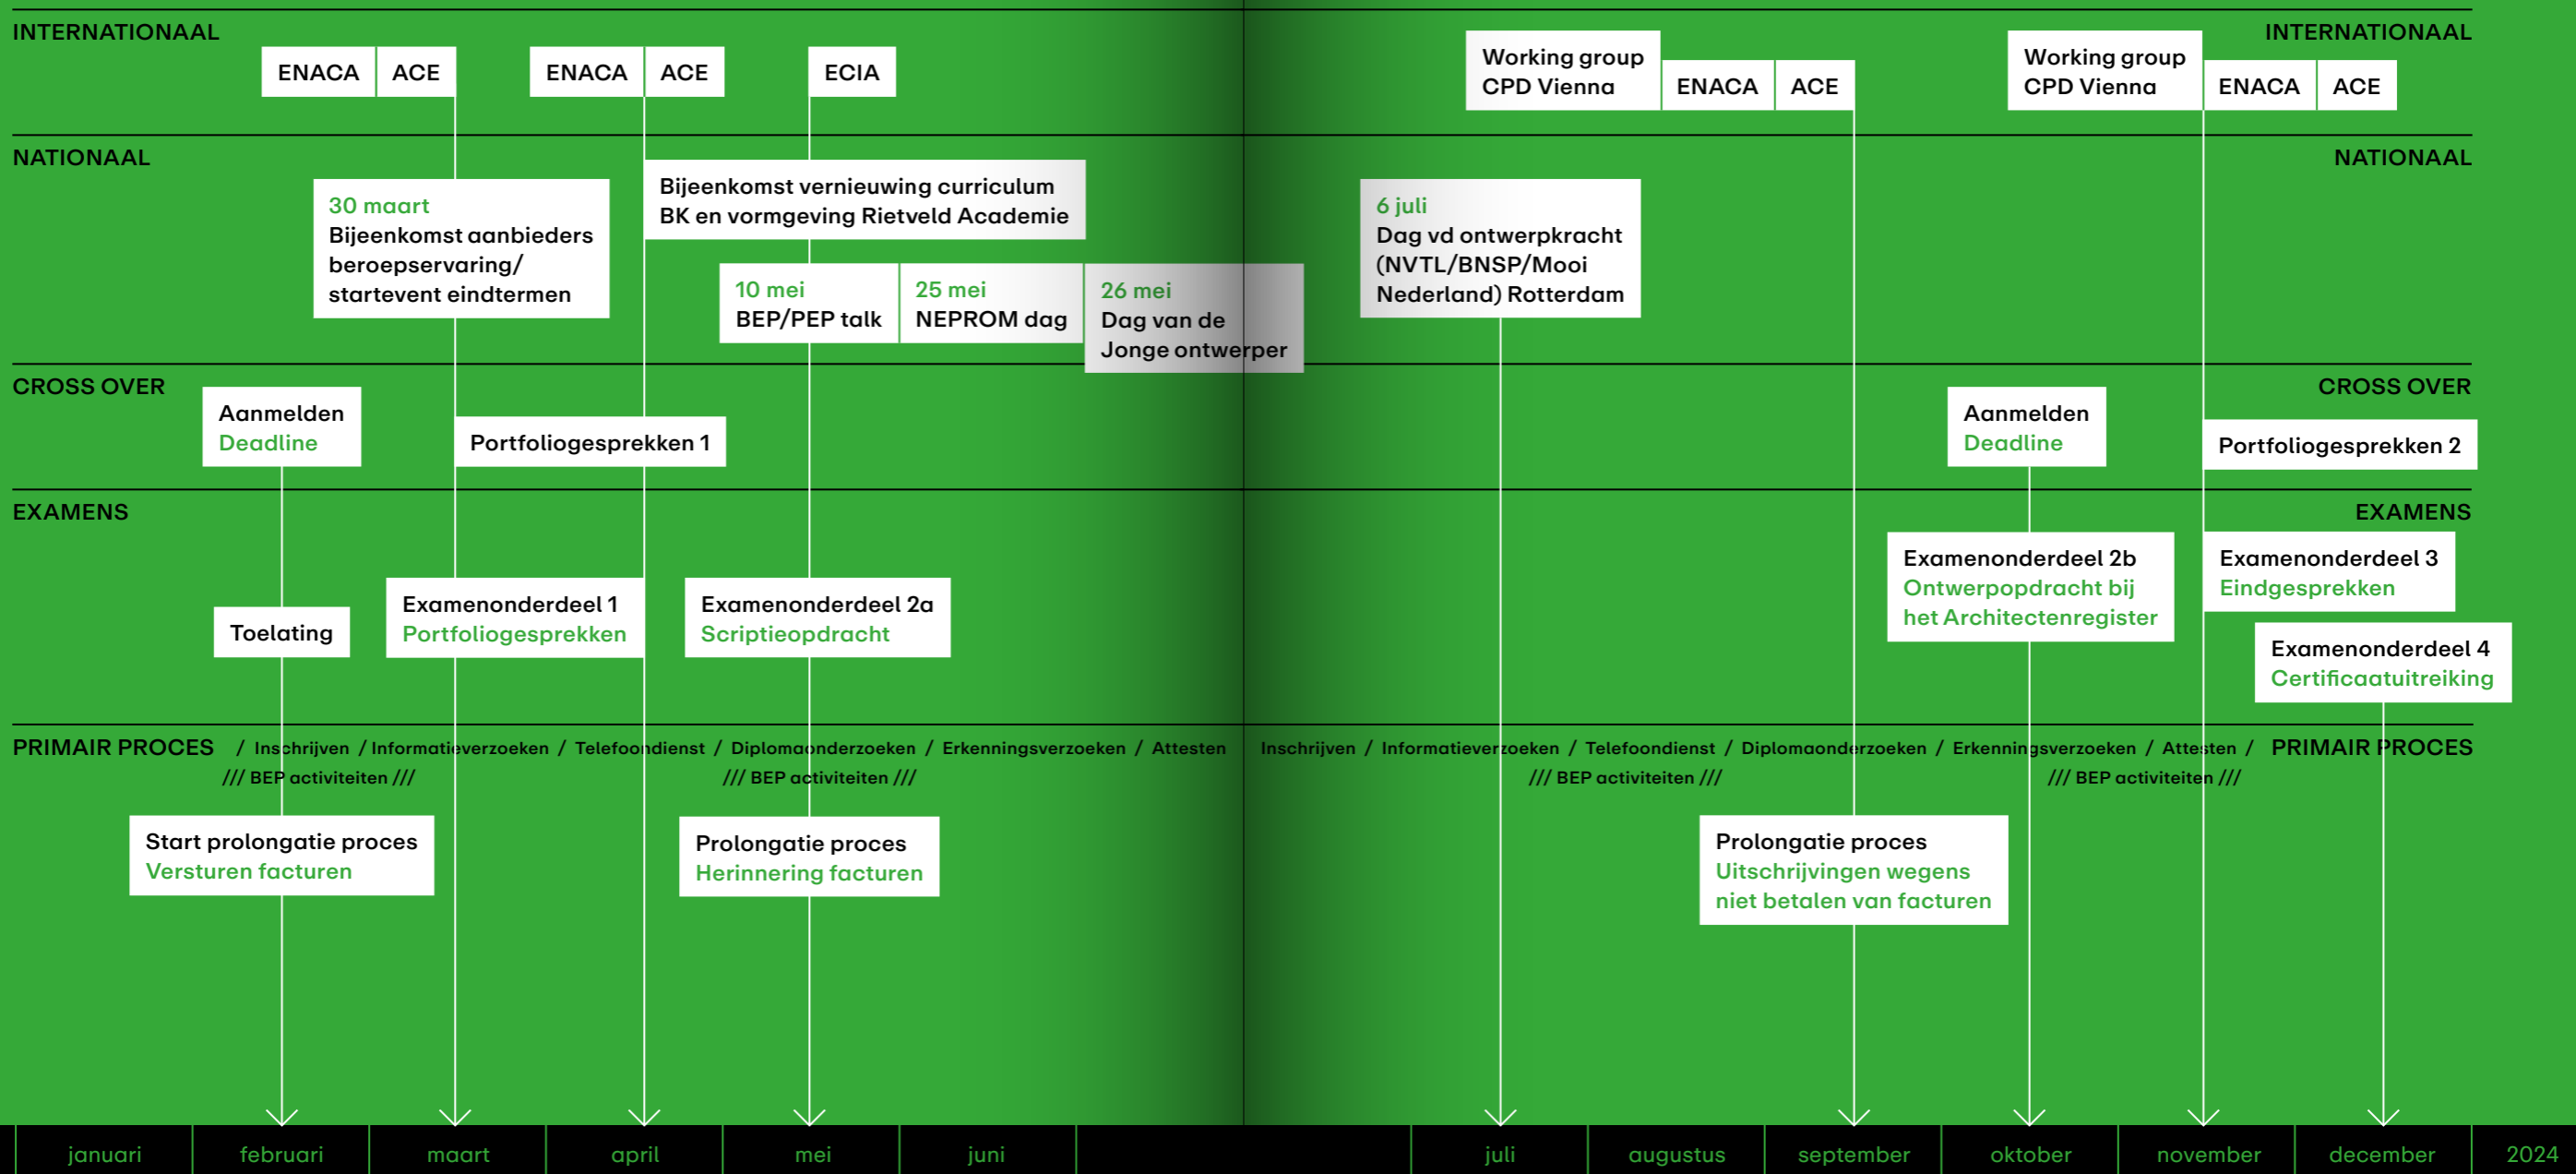 INTERNATIONAAL
INTERNATIONAAL
ENACA
ACE
ENACA
ACE
ECIA
Working group
CPD Vienna
ENACA
ACE
Working group
CPD Vienna
ENACA
ACE
NATIONAAL
NATIONAAL
30 maart
Bijeenkomst aanbieders
beroepservaring/
startevent eindtermen
Bijeenkomst vernieuwing curriculum
BK en vormgeving Rietveld Academie
10 mei
BEP/PEP talk
25 mei
NEPROM dag
26 mei
Dag van de
Jonge ontwerper
6 juli
Dag vd ontwerpkracht
(NVTL/BNSP/Mooi
Nederland) Rotterdam
CROSS OVER
CROSS OVER
Aanmelden
Deadline
Portfoliogesprekken 1
Aanmelden
Deadline
Portfoliogesprekken 2
EXAMENS
EXAMENS
Toelating
Examenonderdeel 1
Portfoliogesprekken
Examenonderdeel 2a
Scriptieopdracht
Examenonderdeel 2b
Ontwerpopdracht bij
het Architectenregister
Examenonderdeel 3
Eindgesprekken
Examenonderdeel 4
Certificaatuitreiking
PRIMAIR PROCES / Inschrijven / Informatieverzoeken / Telefoondienst / Diplomaonderzoeken / Erkenningsverzoeken / Attesten
Inschrijven / Informatieverzoeken / Telefoondienst / Diplomaonderzoeken / Erkenningsverzoeken / Attesten / PRIMAIR PROCES
/// BEP activiteiten ///
/// BEP activiteiten ///
/// BEP activiteiten ///
/// BEP activiteiten ///
Start prolongatie proces
Versturen facturen
Prolongatie proces
Herinnering facturen
Prolongatie proces
Uitschrijvingen wegens
niet betalen van facturen
januari
februari
maart
april
mei
juni
juli
augustus
september
oktober
november
december
2024